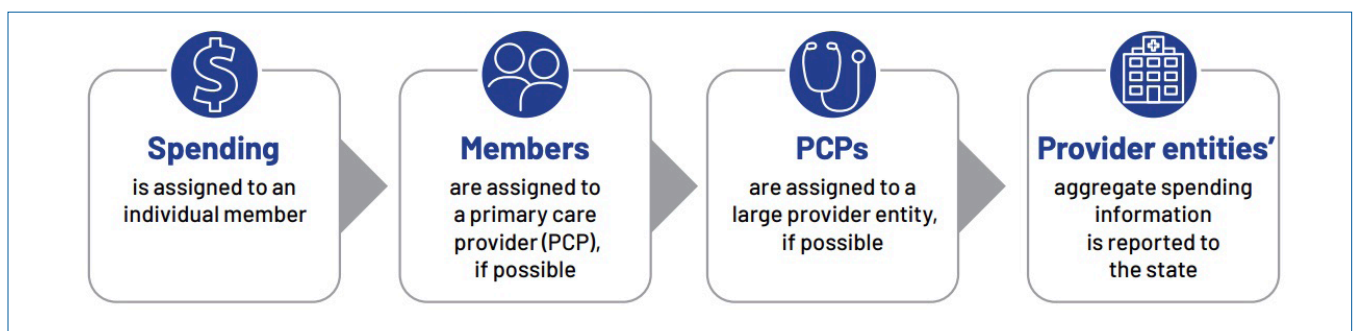 Spending
is assigned to an
individual member
Members
are assigned to
a primary care
provider (PCP),
if possible
PCPs
are assigned to a
large provider entity,
if possible
Provider entities’
aggregate spending
information
is reported to
the state